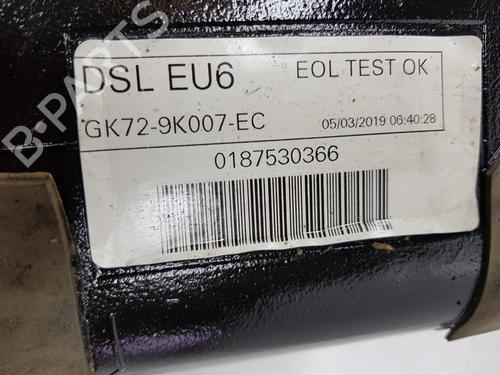 DSL EU6 EOL TEST OK
GK72-9K007-EC 05/03/2019 06:40:28
0187530366
B-PARTS